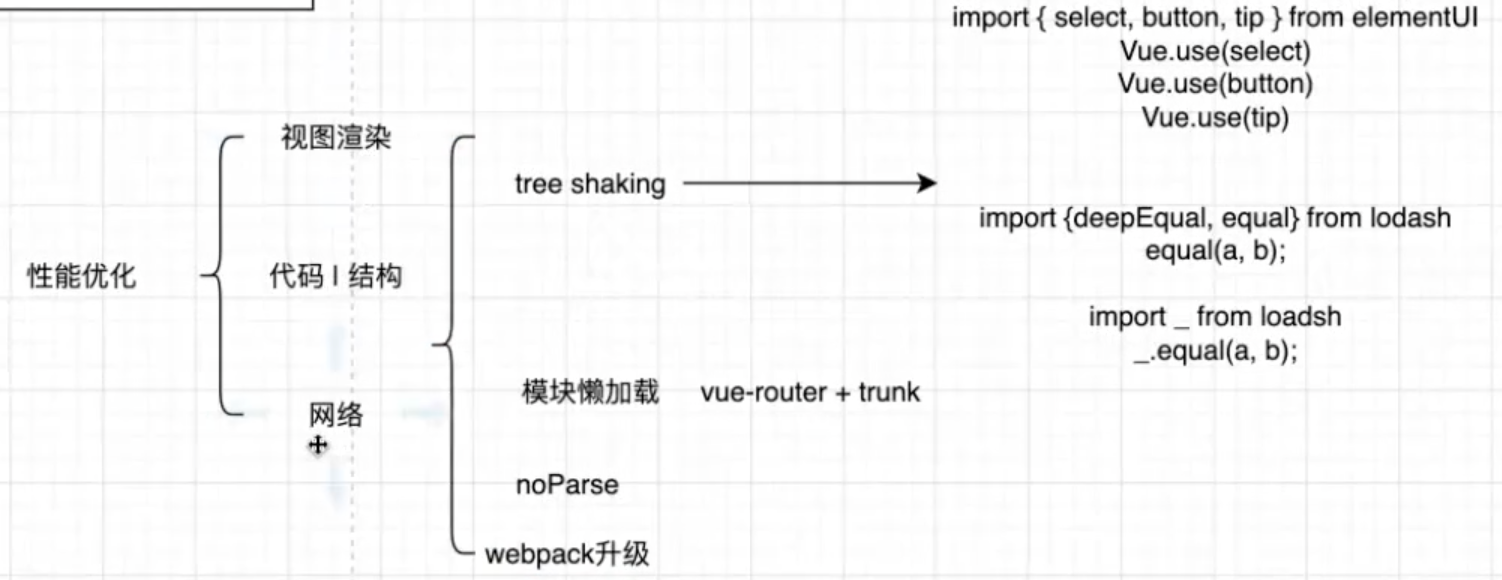 import { select, button, tip } from elementUI
Vue.use(select)
Vue.use(button)
Vue.use(tip)
视图渲染
tree shaking
import {deepEqual, equal} from lodash
equal(a, b);
性能优化
代码 I 结构
import _ from loadsh
_.equal(a, b);
模块懒加载
vue-router + trunk
网络
noParse
webpack升级